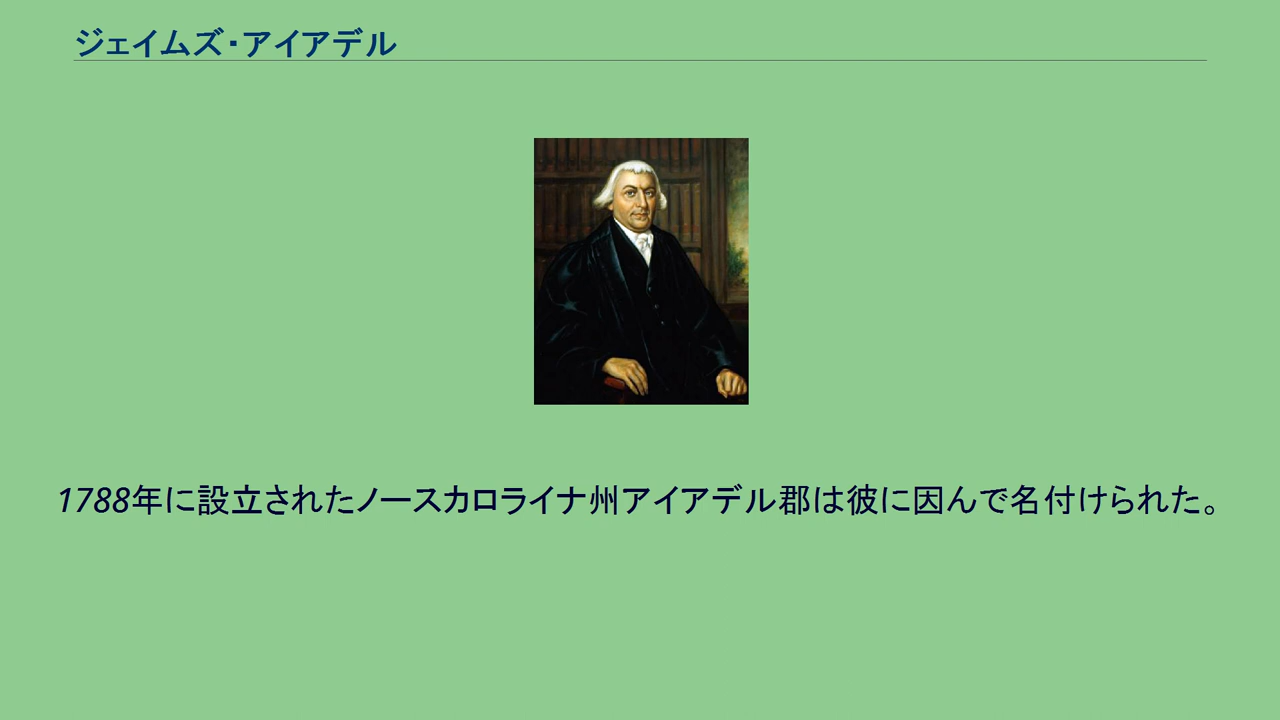 ジェイムズ・アイアデル
1788年に設立されたノースカロライナ州アイアデル郡は彼に因んで名付けられた。